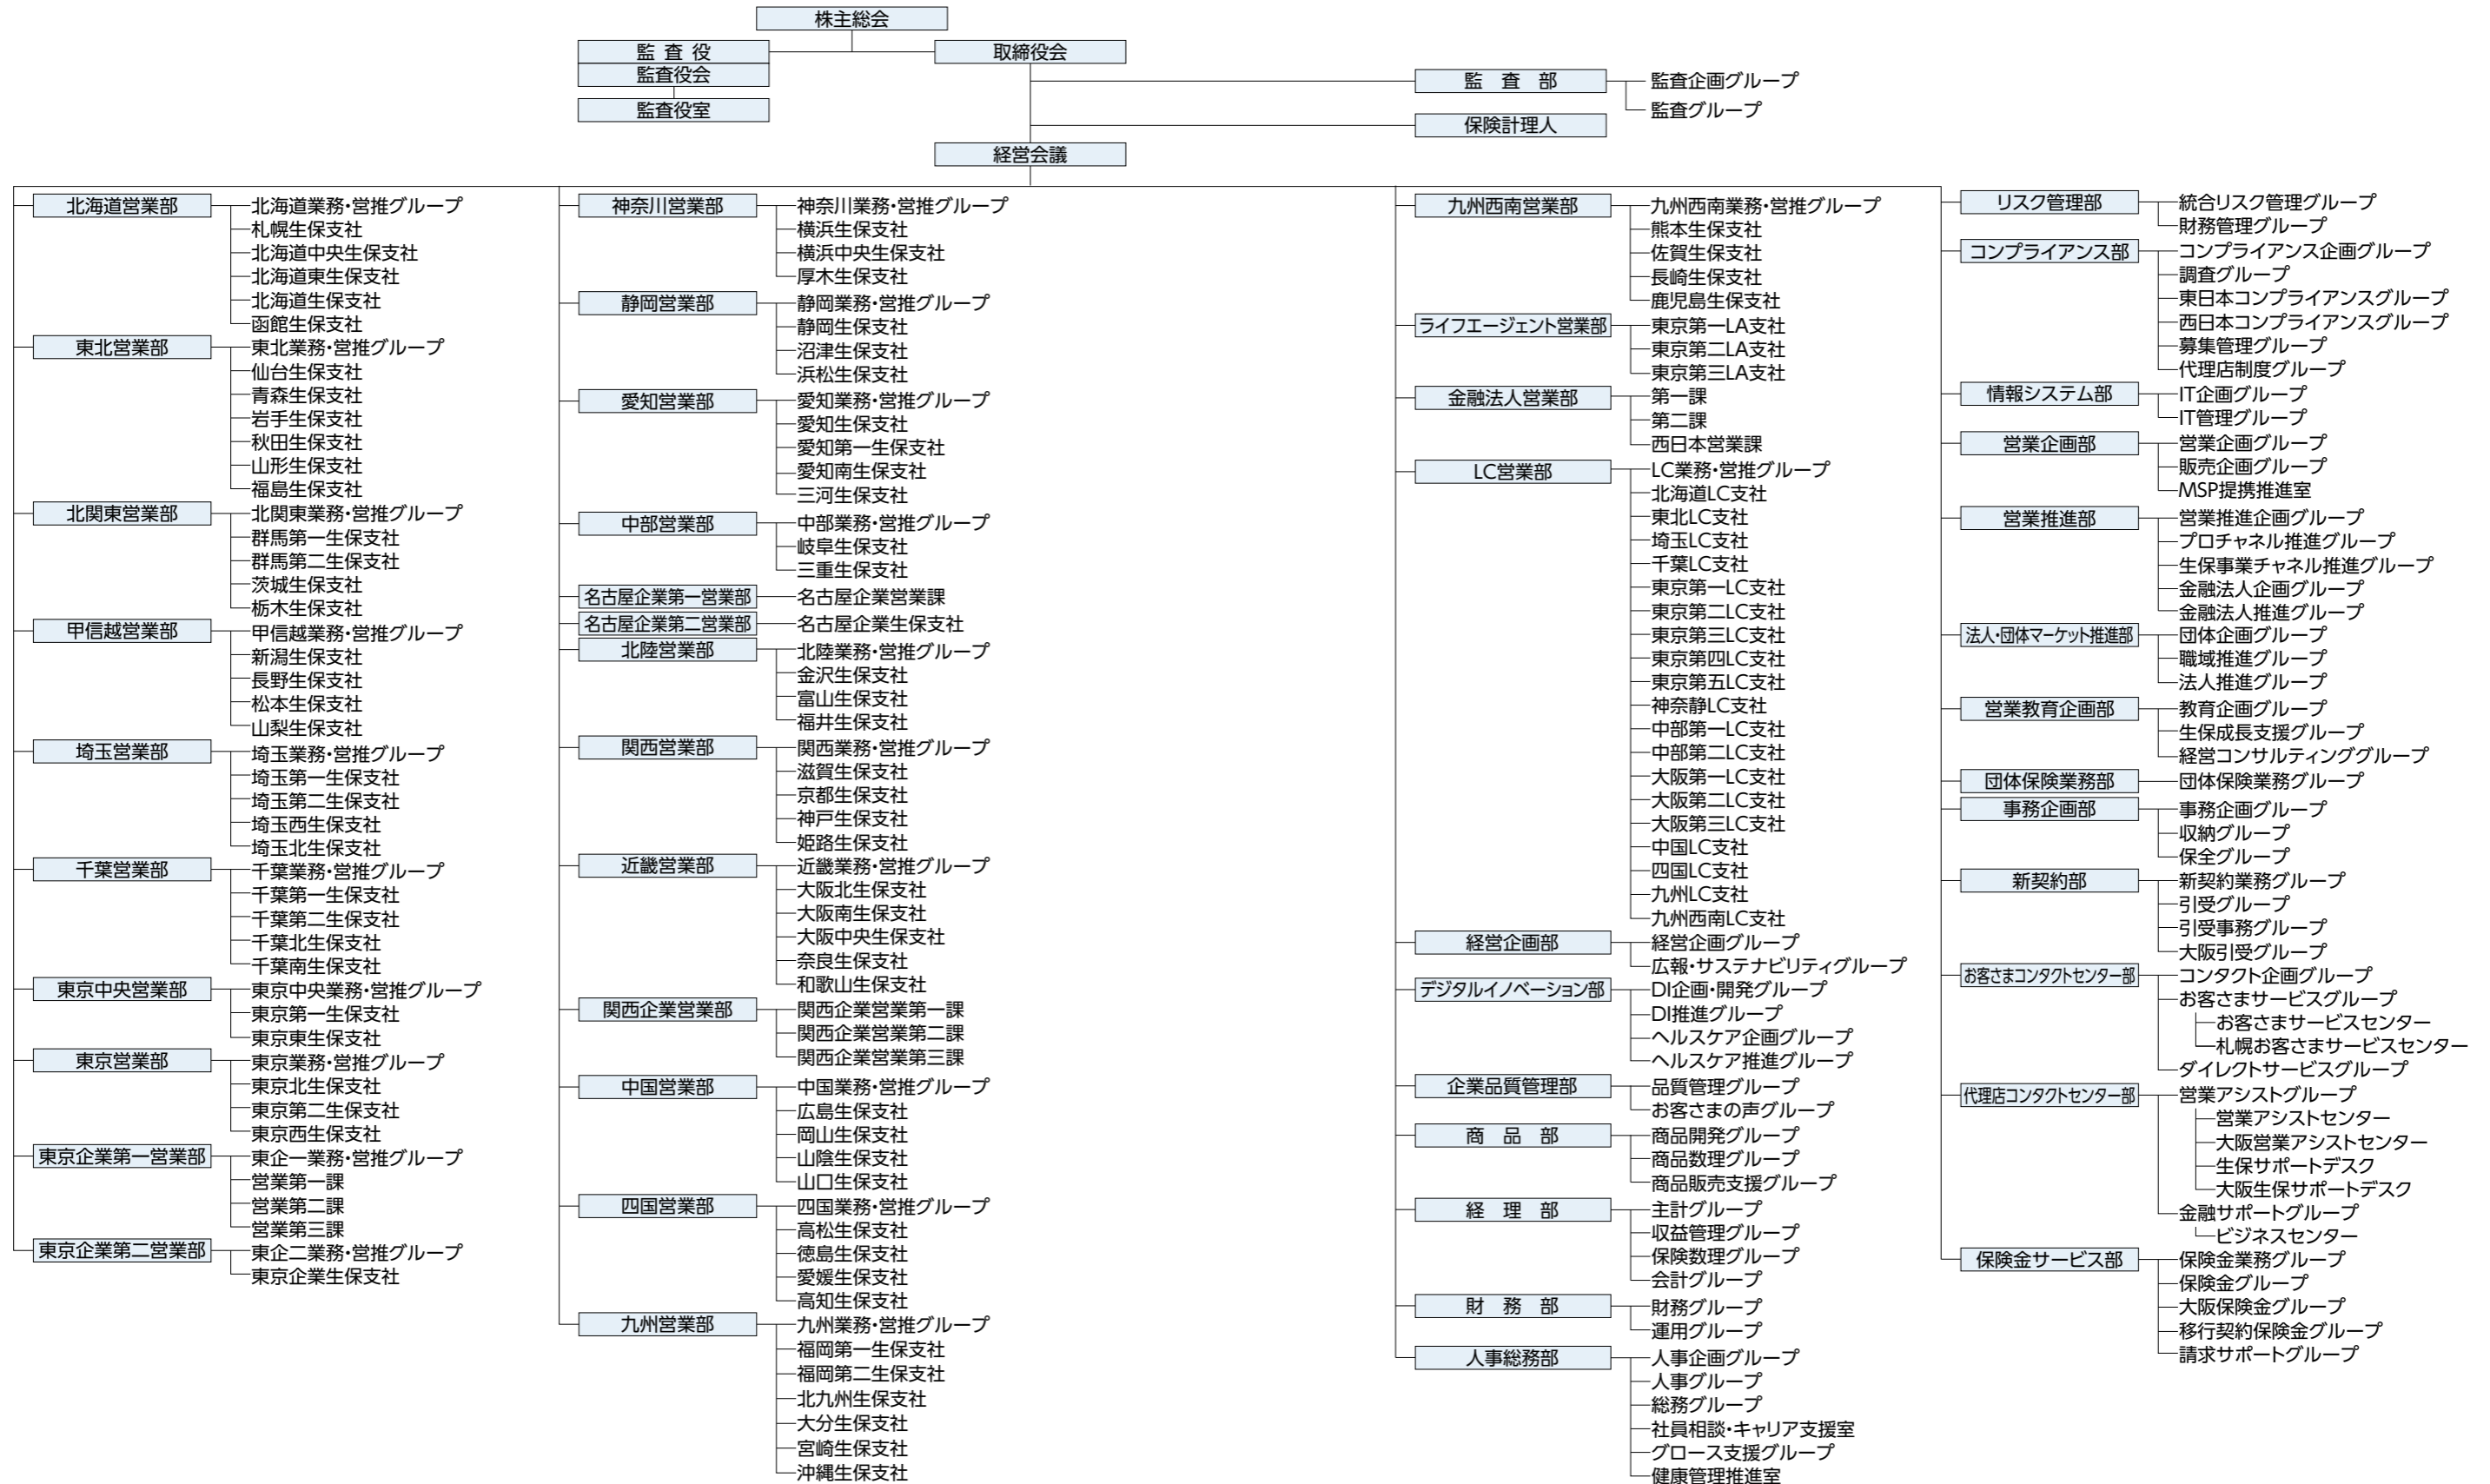 株主総会
監査役
取締役会
監査役会
監査役室
監査部
監査企画グループ
監査グループ
保険計理人
経営会議
北海道営業部
北海道業務・営推グループ
札幌生保支社
北海道中央生保支社
北海道東生保支社
北海道生保支社
函館生保支社
東北営業部
東北業務・営推グループ
仙台生保支社
青森生保支社
岩手生保支社
秋田生保支社
山形生保支社
福島生保支社
北関東営業部
北関東業務・営推グループ
群馬第一生保支社
群馬第二生保支社
茨城生保支社
栃木生保支社
甲信越営業部
甲信越業務・営推グループ
新潟生保支社
長野生保支社
松本生保支社
山梨生保支社
埼玉営業部
埼玉業務・営推グループ
埼玉第一生保支社
埼玉第二生保支社
埼玉西生保支社
埼玉北生保支社
千葉営業部
千葉業務・営推グループ
千葉第一生保支社
千葉第二生保支社
千葉北生保支社
千葉南生保支社
東京中央営業部
東京中央業務・営推グループ
東京第一生保支社
東京東生保支社
東京営業部
東京業務・営推グループ
東京北生保支社
東京第二生保支社
東京西生保支社
東京企業第一営業部
東企一業務・営推グループ
営業第一課
営業第二課
営業第三課
東京企業第二営業部
東企二業務・営推グループ
東京企業生保支社
神奈川営業部
神奈川業務・営推グループ
横浜生保支社
横浜中央生保支社
厚木生保支社
静岡営業部
静岡業務・営推グループ
静岡生保支社
沼津生保支社
浜松生保支社
愛知営業部
愛知業務・営推グループ
愛知生保支社
愛知第一生保支社
愛知南生保支社
三河生保支社
中部営業部
中部業務・営推グループ
岐阜生保支社
三重生保支社
名古屋企業第一営業部
名古屋企業営業課
名古屋企業第二営業部
名古屋企業生保支社
北陸営業部
北陸業務・営推グループ
金沢生保支社
富山生保支社
福井生保支社
関西営業部
関西業務・営推グループ
滋賀生保支社
京都生保支社
神戸生保支社
姫路生保支社
近畿営業部
近畿業務・営推グループ
大阪北生保支社
大阪南生保支社
大阪中央生保支社
奈良生保支社
和歌山生保支社
関西企業営業部
関西企業営業第一課
関西企業営業第二課
関西企業営業第三課
中国営業部
中国業務・営推グループ
広島生保支社
岡山生保支社
山陰生保支社
山口生保支社
四国営業部
四国業務・営推グループ
高松生保支社
徳島生保支社
愛媛生保支社
高知生保支社
九州営業部
九州業務・営推グループ
福岡第一生保支社
福岡第二生保支社
北九州生保支社
大分生保支社
宮崎生保支社
沖縄生保支社
九州西南営業部
九州西南業務・営推グループ
熊本生保支社
佐賀生保支社
長崎生保支社
鹿児島生保支社
ライフエージェント営業部
東京第一LA支社
東京第二LA支社
東京第三LA支社
金融法人営業部
第一課
第二課
西日本営業課
LC営業部
LC業務・営推グループ
北海道LC支社
東北LC支社
埼玉LC支社
千葉LC支社
東京第一LC支社
東京第二LC支社
東京第三LC支社
東京第四LC支社
東京第五LC支社
神奈静LC支社
中部第一LC支社
中部第二LC支社
大阪第一LC支社
大阪第二LC支社
大阪第三LC支社
中国LC支社
四国LC支社
九州LC支社
九州西南LC支社
経営企画部
経営企画グループ
広報・サステナビリティグループ
デジタルイノベーション部
DI企画・開発グループ
DI推進グループ
ヘルスケア企画グループ
ヘルスケア推進グループ
企業品質管理部
品質管理グループ
お客さまの声グループ
商品部
商品開発グループ
商品数理グループ
商品販売支援グループ
経理部
主計グループ
収益管理グループ
保険数理グループ
会計グループ
財務部
財務グループ
運用グループ
人事総務部
人事企画グループ
人事グループ
総務グループ
社員相談・キャリア支援室
グロース支援グループ
健康管理推進室
リスク管理部
統合リスク管理グループ
財務管理グループ
コンプライアンス部
コンプライアンス企画グループ
調査グループ
東日本コンプライアンスグループ
西日本コンプライアンスグループ
募集管理グループ
代理店制度グループ
情報システム部
IT企画グループ
IT管理グループ
営業企画部
営業企画グループ
販売企画グループ
MSP提携推進室
営業推進部
営業推進企画グループ
プロチャネル推進グループ
生保事業チャネル推進グループ
金融法人企画グループ
金融法人推進グループ
法人・団体マーケット推進部
団体企画グループ
職域推進グループ
法人推進グループ
営業教育企画部
教育企画グループ
生保成長支援グループ
経営コンサルティンググループ
団体保険業務部
団体保険業務グループ
事務企画部
事務企画グループ
収納グループ
保全グループ
新契約部
新契約業務グループ
引受グループ
引受事務グループ
大阪引受グループ
お客さまコンタクトセンター部
コンタクト企画グループ
お客さまサービスグループ
お客さまサービスセンター
札幌お客さまサービスセンター
ダイレクトサービスグループ
代理店コンタクトセンター部
営業アシストグループ
営業アシストセンター
大阪営業アシストセンター
生保サポートデスク
大阪生保サポートデスク
金融サポートグループ
ビジネスセンター
保険金サービス部
保険金業務グループ
保険金グループ
大阪保険金グループ
移行契約保険金グループ
請求サポートグループ